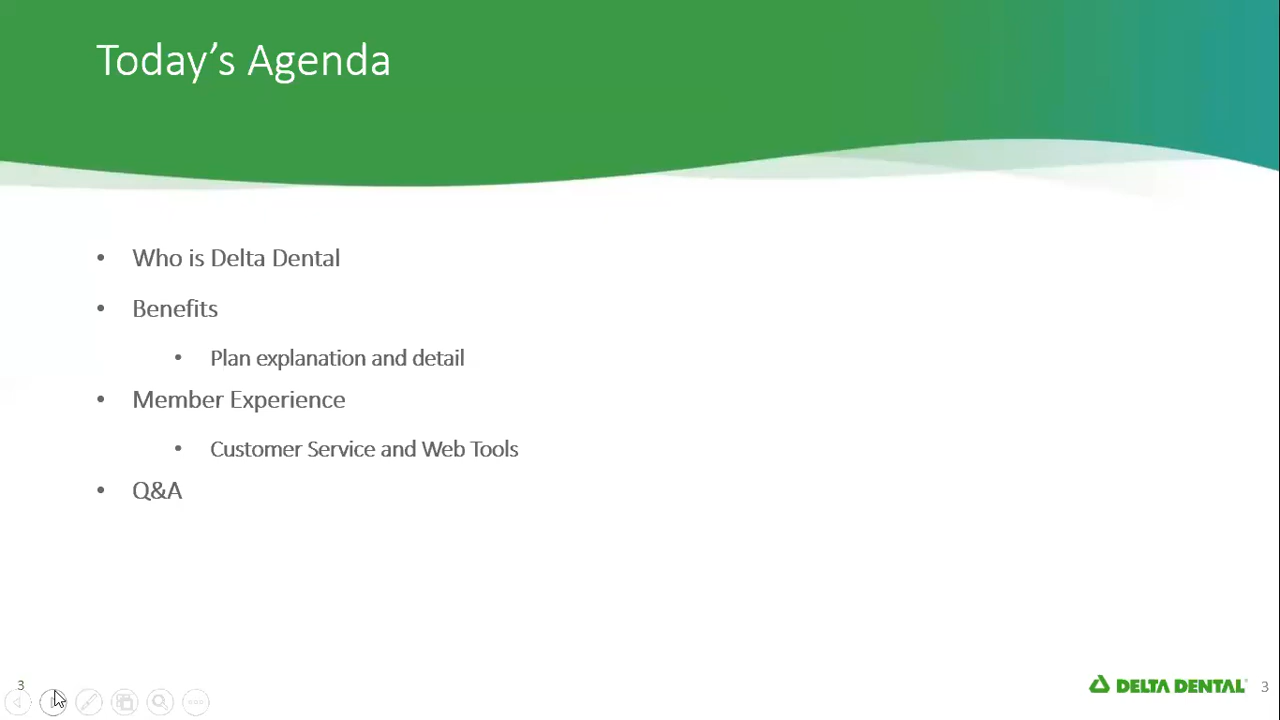 Today’s Agenda
• Who is Delta Dental
• Benefits
• Plan explanation and detail
• Member Experience
• Customer Service and Web Tools
• Q&A
3
DELTA DENTAL® 3